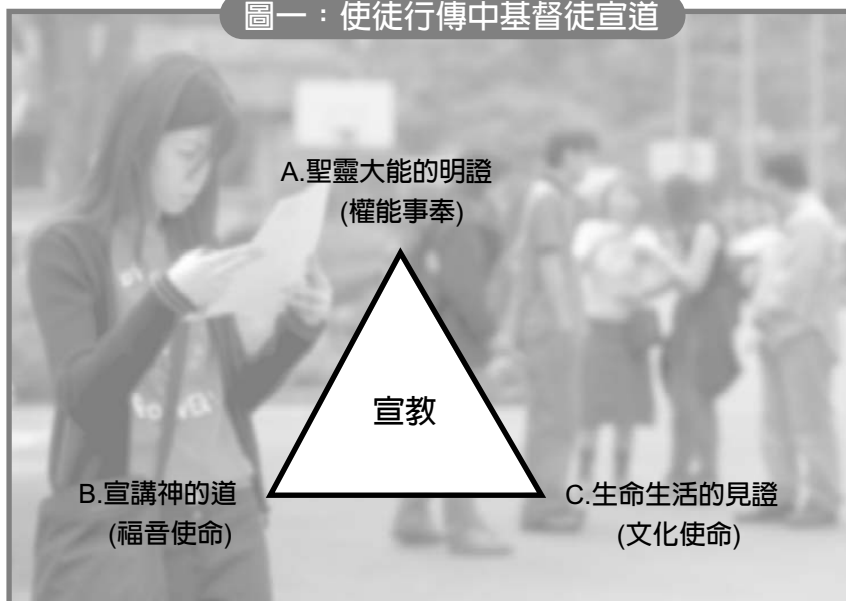 圖一：使徒行傳中基督徒宣道
A.聖靈大能的明證
(權能事奉)
宣教
B.宣講神的道
(福音使命)
C.生命生活的見證
(文化使命)